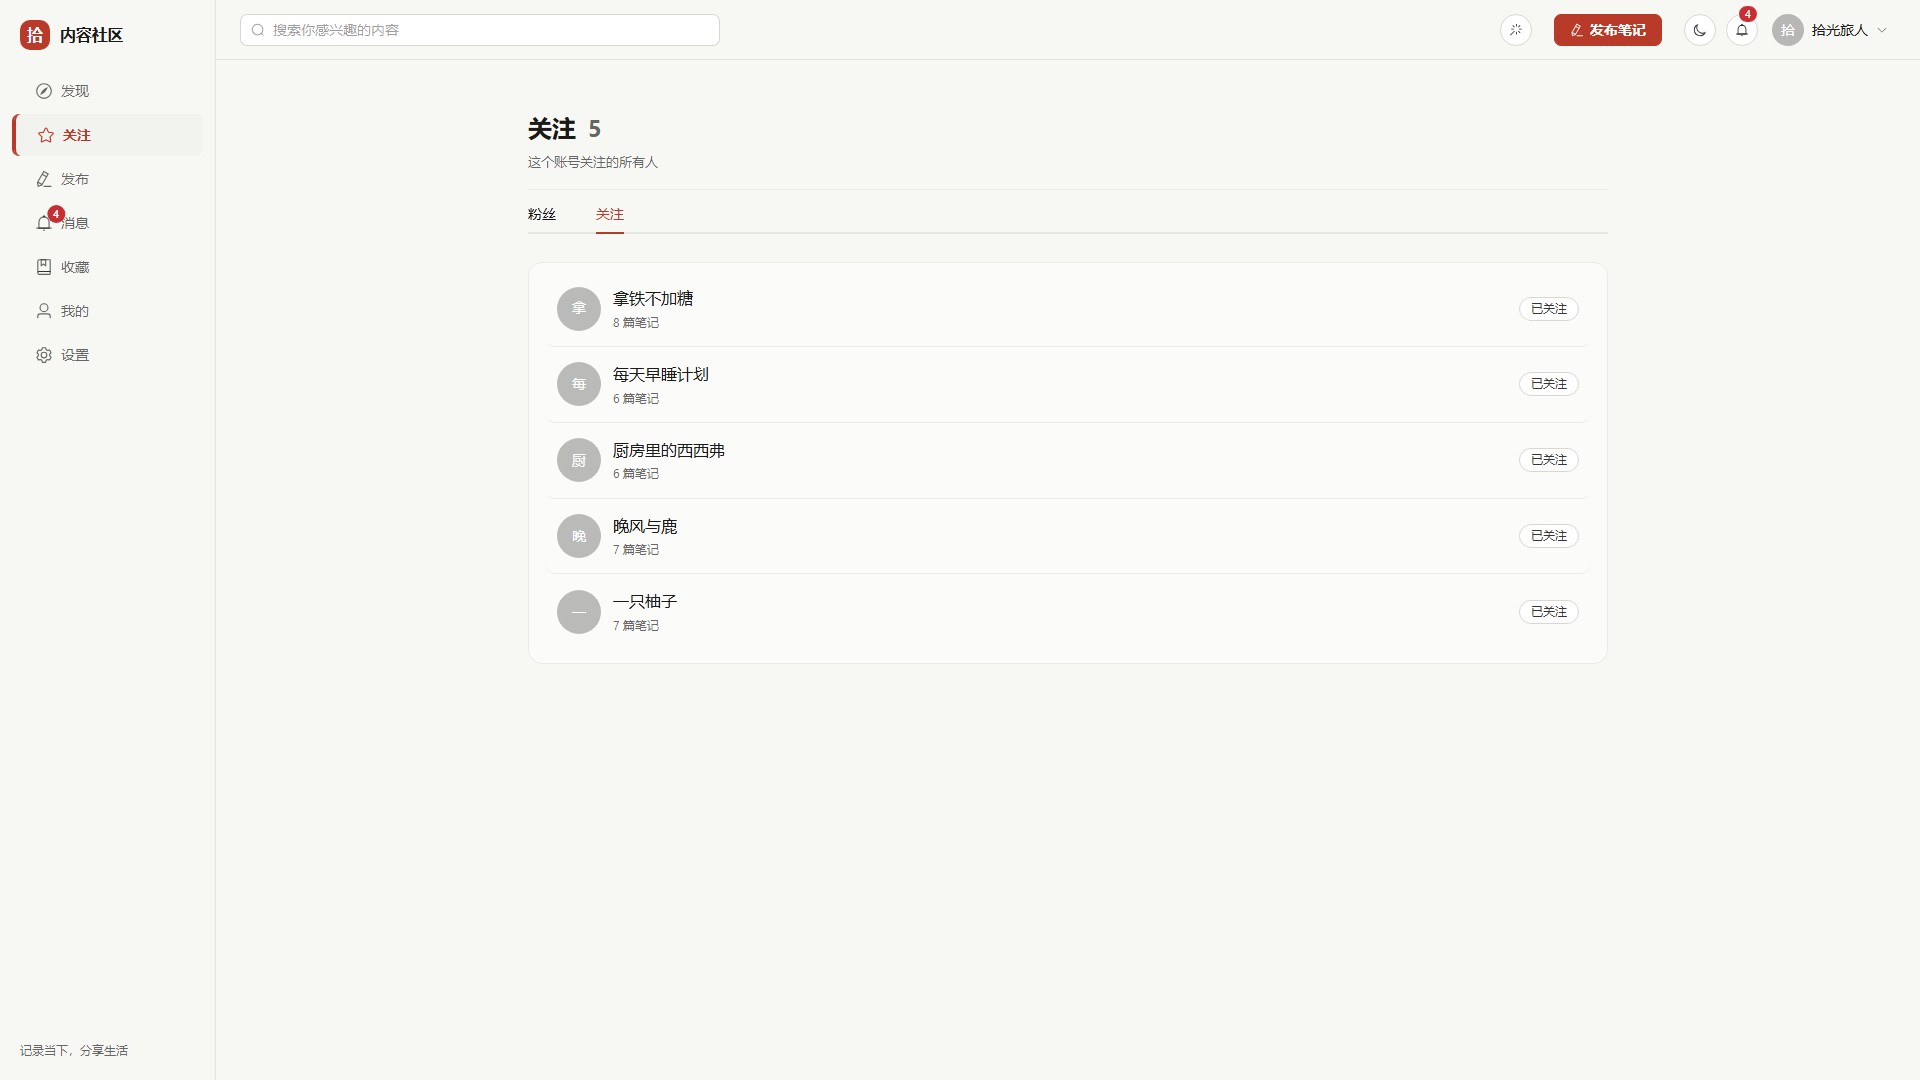 拾 内容社区
搜索你感兴趣的内容
发布笔记
4
拾 拾光旅人
发现
关注
发布
4
消息
收藏
我的
设置
关注 5
这个账号关注的所有人
粉丝 关注
拿 拿铁不加糖
8 篇笔记
已关注
每 每天早睡计划
6 篇笔记
已关注
厨 厨房里的西西弗
6 篇笔记
已关注
晚 晚风与鹿
7 篇笔记
已关注
一 一只柚子
7 篇笔记
已关注
记录当下，分享生活